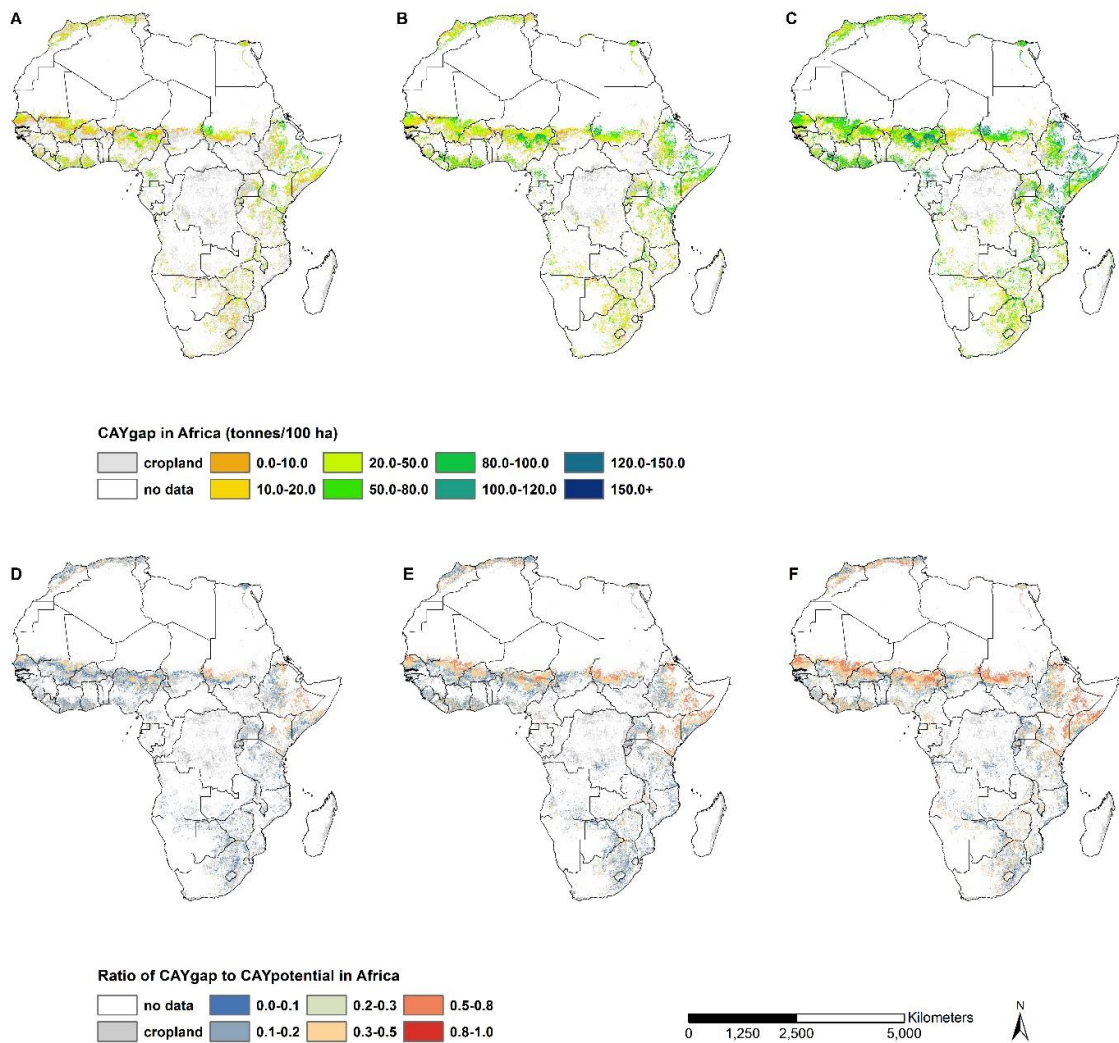 A
B
C
CAYgap in Africa (tonnes/100 ha)
cropland 0.0-10.0 20.0-50.0 80.0-100.0 120.0-150.0
no data 10.0-20.0 50.0-80.0 100.0-120.0 150.0+
D
E
F
Ratio of CAYgap to CAYpotential in Africa
no data 0.0-0.1 0.2-0.3 0.5-0.8
cropland 0.1-0.2 0.3-0.5 0.8-1.0
Kilometers
0 1,250 2,500 5,000
N